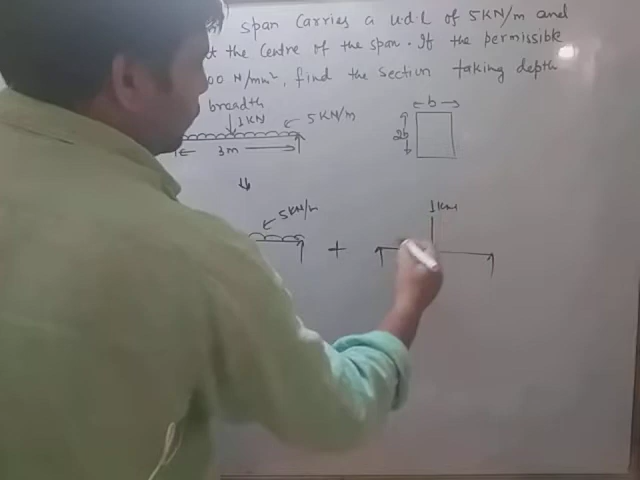 span carries a u.d.l of 5KN/m and
t the centre of the span. If the permissible
00 N/mm², find the section taking depth
breadth
1KN
5KN/m
3m
b
2b
5KN/m
+
1KN